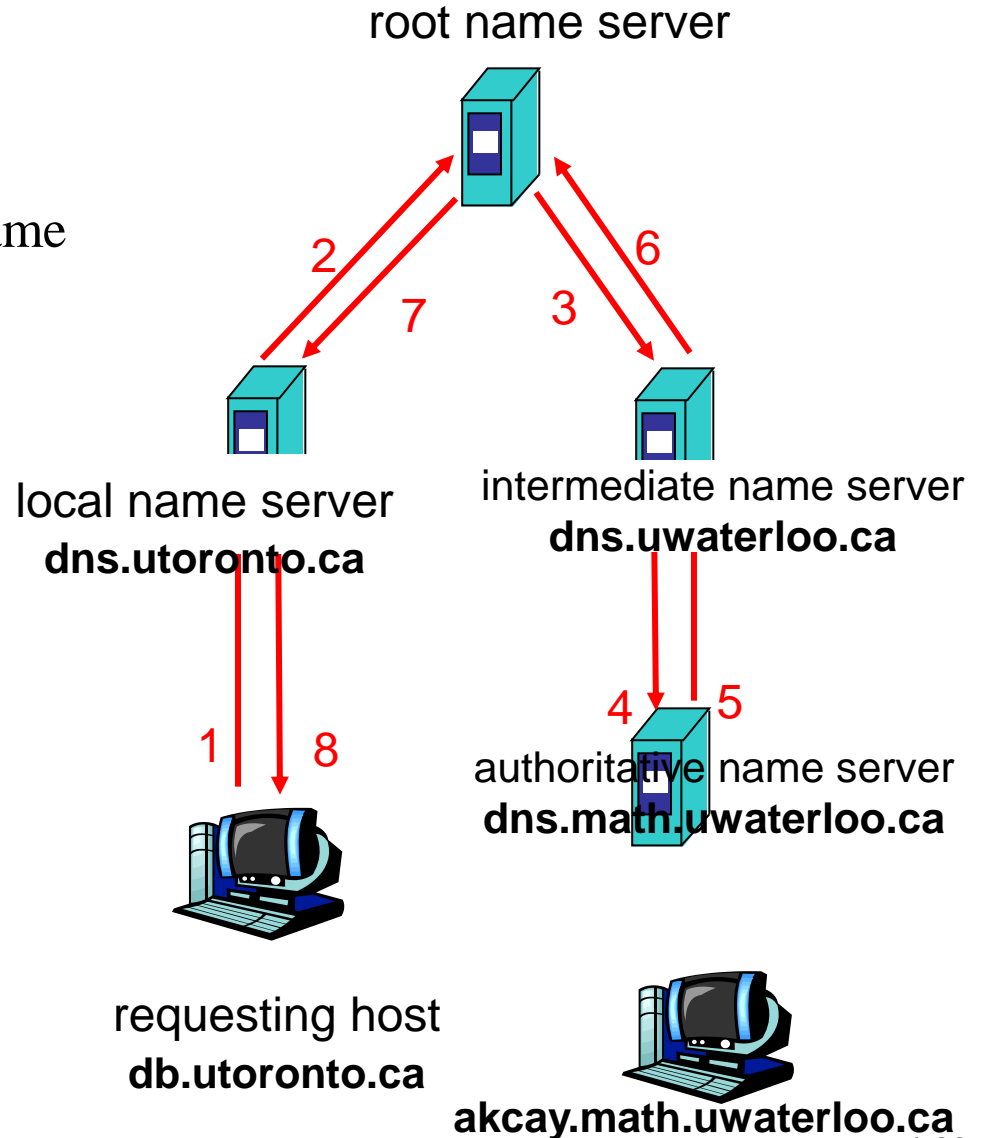 root name server
ame
2
7
3
6
local name server
dns.utoronto.ca
intermediate name server
dns.uwaterloo.ca
1
8
4
5
authoritative name server
dns.math.uwaterloo.ca
requesting host
db.utoronto.ca
akcay.math.uwaterloo.ca